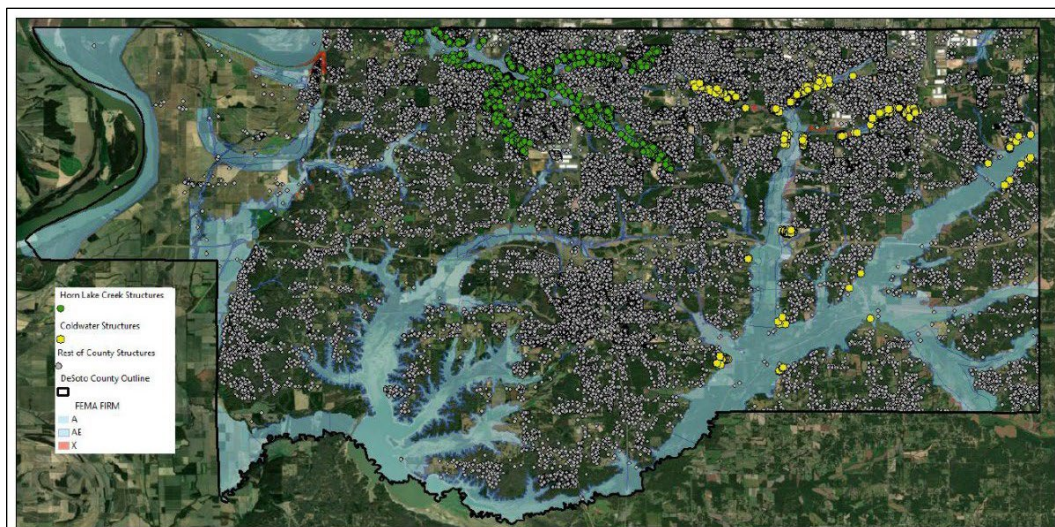 Horn Lake Creek Structures
Coldwater Structures
Rest of County Structures
DeSoto County Outline
FEMA FIRM
A
AE
X